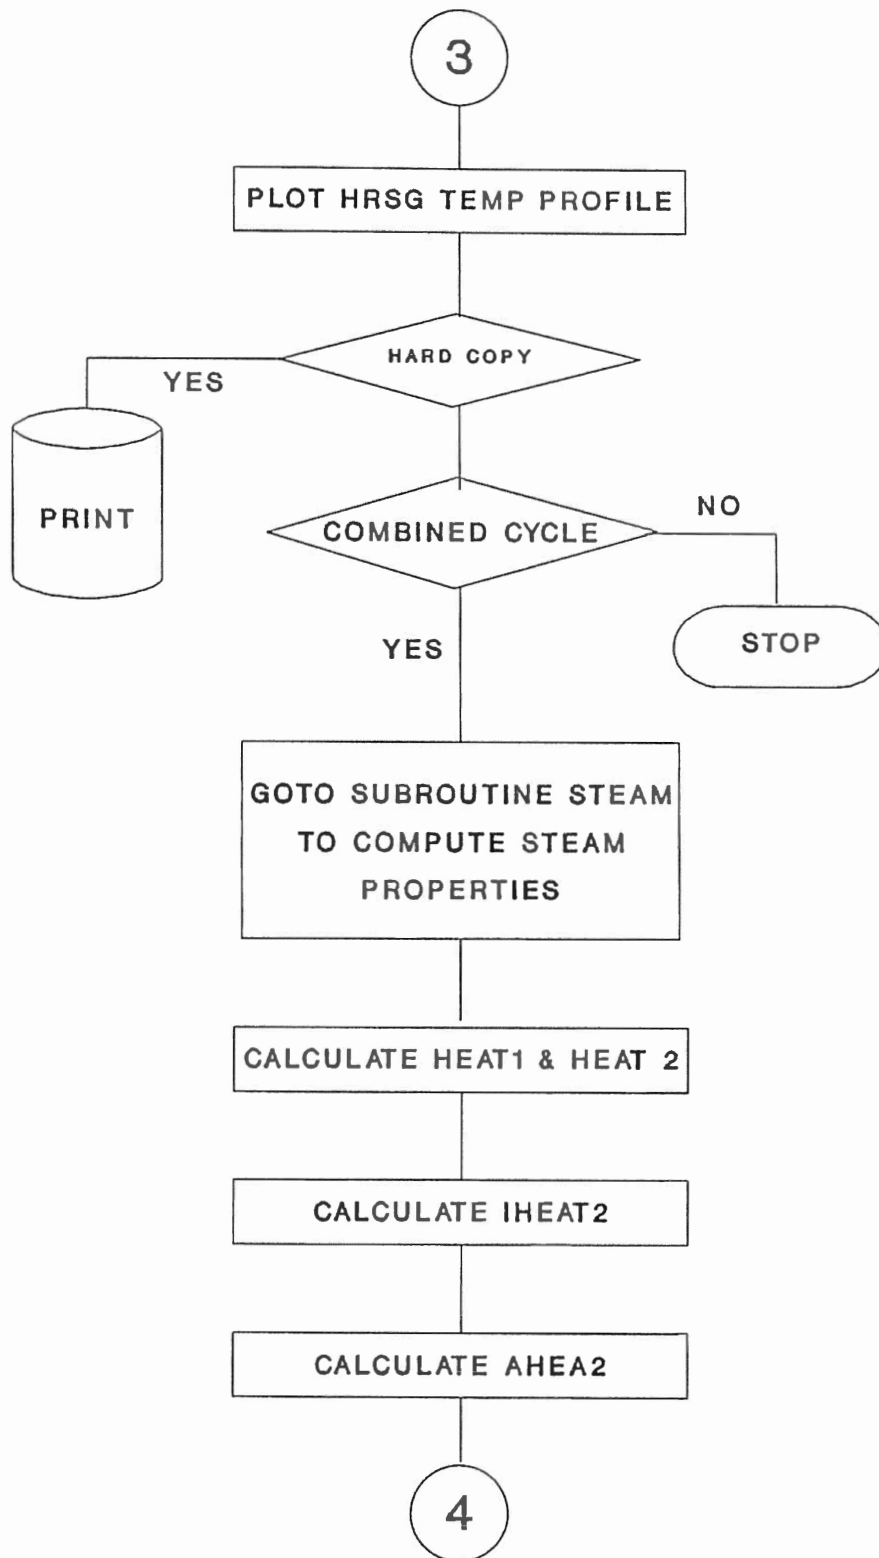 3
PLOT HRSG TEMP PROFILE
HARD COPY
YES
PRINT
COMBINED CYCLE
NO
STOP
YES
GOTO SUBROUTINE STEAM
TO COMPUTE STEAM
PROPERTIES
CALCULATE HEAT1 & HEAT 2
CALCULATE IHEAT2
CALCULATE AHEA2
4